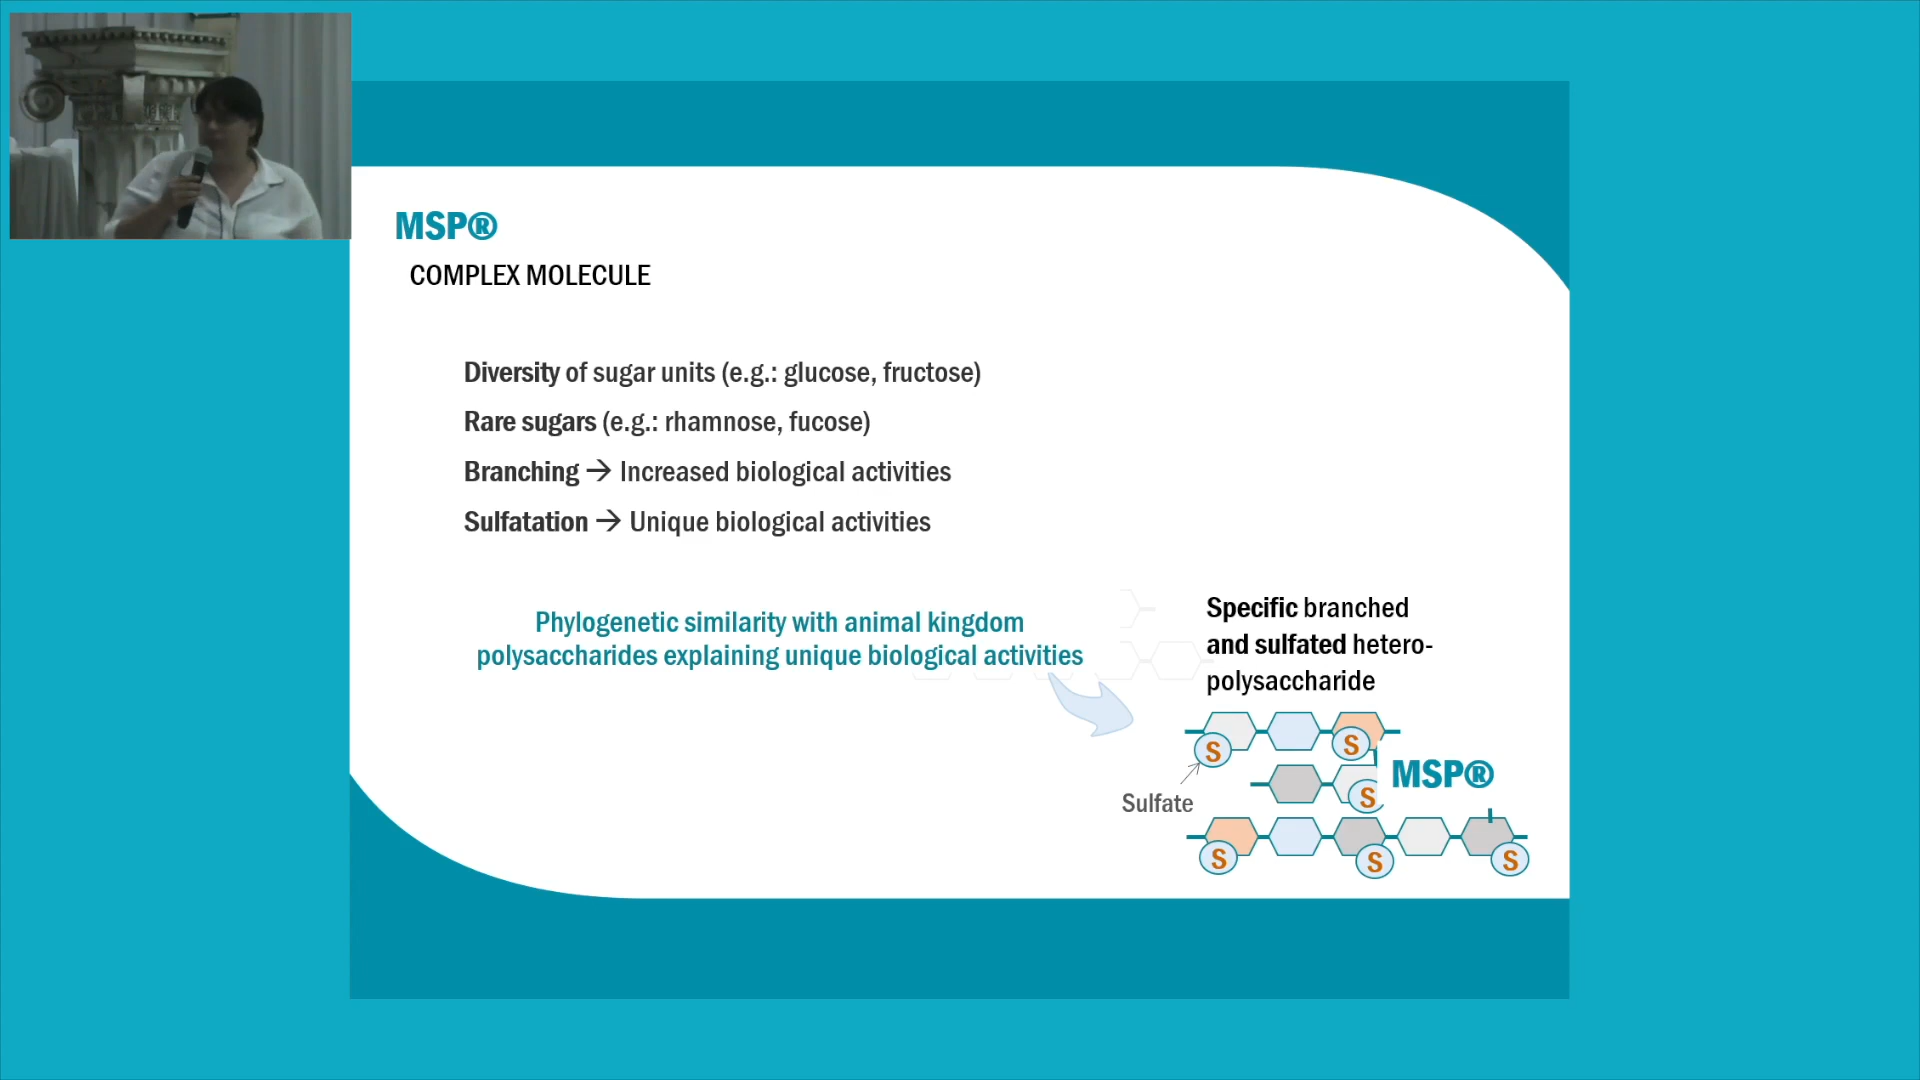 MSP®
COMPLEX MOLECULE
Diversity of sugar units (e.g.: glucose, fructose)
Rare sugars (e.g.: rhamnose, fucose)
Branching → Increased biological activities
Sulfatation → Unique biological activities
Phylogenetic similarity with animal kingdom
polysaccharides explaining unique biological activities
Specific branched
and sulfated hetero-
polysaccharide
S
S
MSP®
S
Sulfate
S
S
S